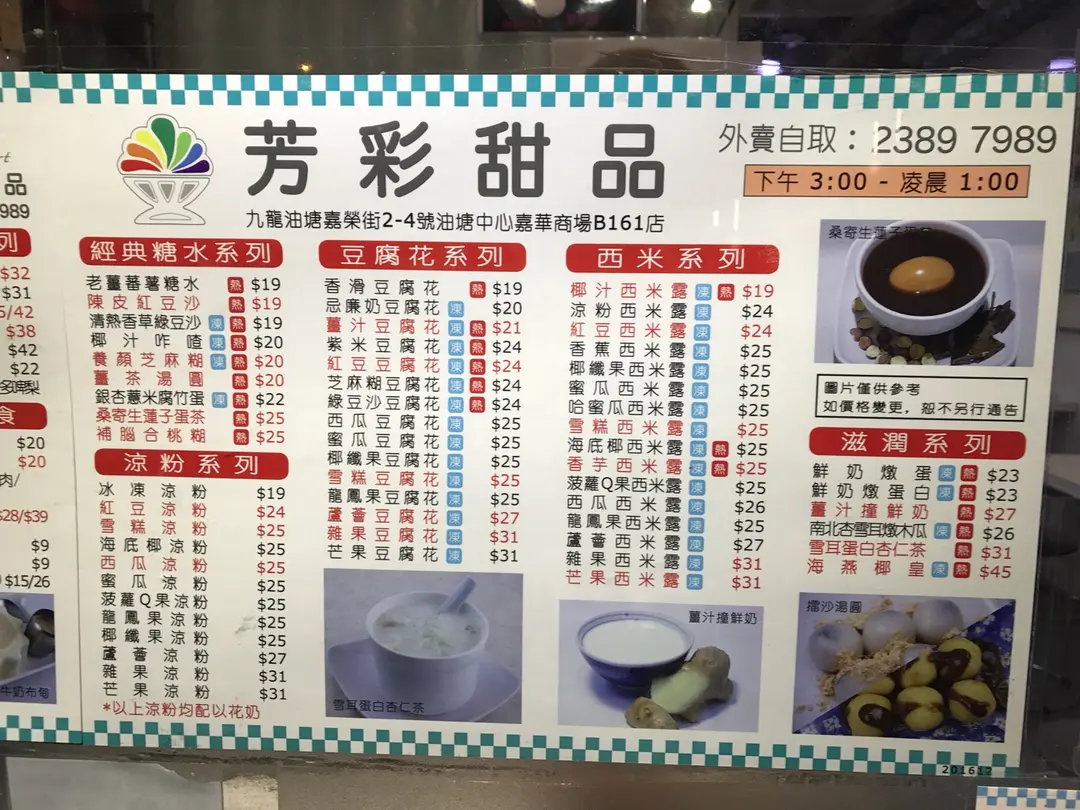 芳彩甜品
外賣自取：2389 7989
下午 3:00 - 凌晨 1:00
九龍油塘嘉榮街2-4號油塘中心嘉華商場B161店
品
989
列
$32
$31
/42
$38
$42
$22
啤梨
食
$20
$20
肉/
$28/$39
$9
$9
$15/26
牛奶布甸
經典糖水系列
老薑蕃薯糖水 熱 $19
陳皮紅豆沙 熱 $19
清熱香草綠豆沙 凍 熱 $19
椰汁咋喳 凍 熱 $20
養顏芝麻糊 凍 熱 $20
薑茶湯圓 熱 $20
銀杏薏米腐竹蛋 凍 熱 $22
桑寄生蓮子蛋茶 熱 $25
補腦合桃糊 熱 $25
涼粉系列
冰凍涼粉 $19
紅豆涼粉 $24
雪糕涼粉 $25
海底椰涼粉 $25
西瓜涼粉 $25
蜜瓜涼粉 $25
菠蘿Q果涼粉 $25
龍鳳果涼粉 $25
椰纖果涼粉 $25
蘆薈涼粉 $27
雜果涼粉 $31
芒果涼粉 $31
*以上涼粉均配以花奶
豆腐花系列
香滑豆腐花 熱 $19
忌廉奶豆腐花 凍 $20
薑汁豆腐花 凍 熱 $21
紫米豆腐花 凍 熱 $24
紅豆豆腐花 凍 熱 $24
芝麻糊豆腐花 凍 熱 $24
綠豆沙豆腐花 凍 熱 $24
西瓜豆腐花 凍 $25
蜜瓜豆腐花 凍 $25
椰纖果豆腐花 凍 $25
雪糕豆腐花 凍 $25
龍鳳果豆腐花 凍 $25
蘆薈豆腐花 凍 $27
雜果豆腐花 凍 $31
芒果豆腐花 凍 $31
雪耳蛋白杏仁茶
西米系列
椰汁西米露 凍 熱 $19
涼粉西米露 凍 $24
紅豆西米露 凍 $24
香蕉西米露 凍 $25
椰纖果西米露 凍 $25
蜜瓜西米露 凍 $25
哈蜜瓜西米露 凍 $25
雪糕西米露 凍 $25
海底椰西米露 凍 熱 $25
香芋西米露 凍 熱 $25
菠蘿Q果西米露 凍 $25
西瓜西米露 凍 $26
龍鳳果西米露 凍 $25
蘆薈西米露 凍 $27
雜果西米露 凍 $31
芒果西米露 凍 $31
薑汁撞鮮奶
桑寄生蓮子蛋
圖片僅供參考
如價格變更，恕不另行通告
滋潤系列
鮮奶燉蛋 凍 熱 $23
鮮奶燉蛋白 凍 熱 $23
薑汁撞鮮奶 熱 $27
南北杏雪耳燉木瓜 凍 熱 $26
雪耳蛋白杏仁茶 熱 $31
海燕椰皇 凍 熱 $45
擂沙湯圓
201612